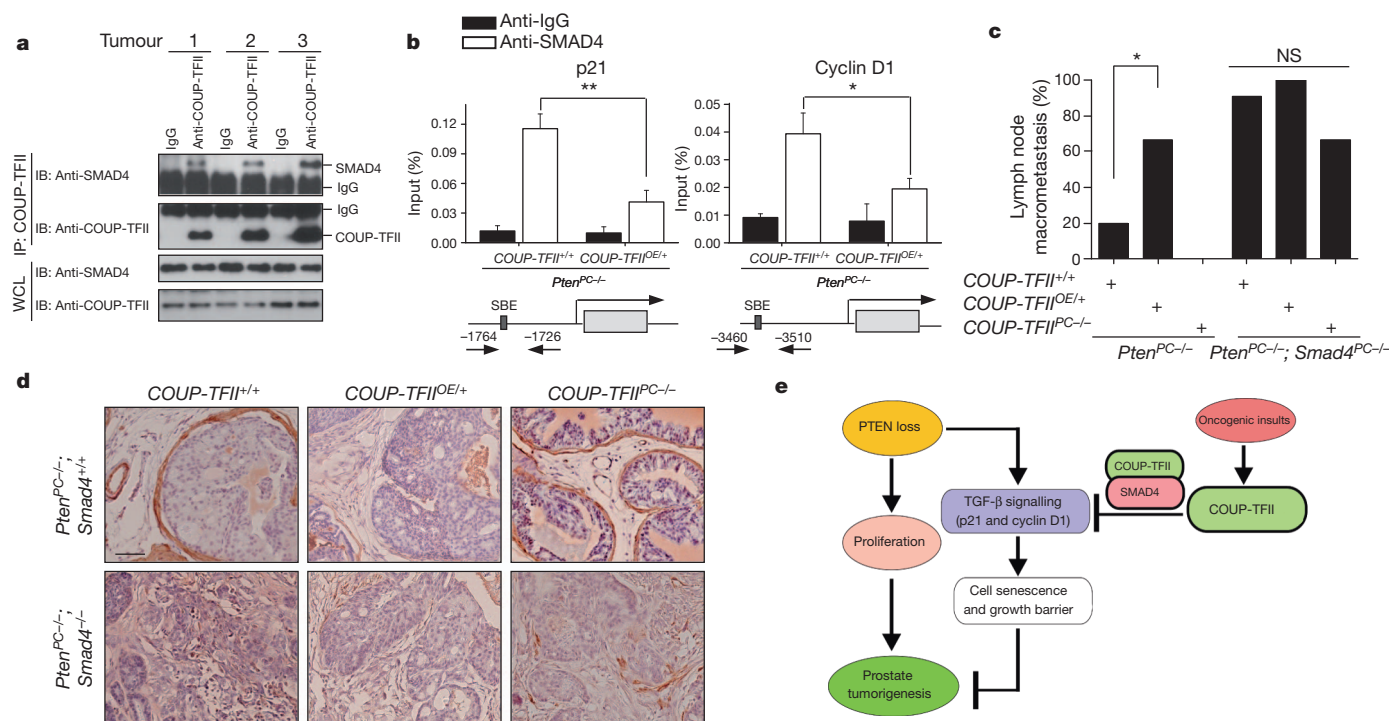 a
Tumour 1 2 3
IgG Anti-COUP-TFII IgG Anti-COUP-TFII IgG Anti-COUP-TFII
IP: COUP-TFII
IB: Anti-SMAD4
SMAD4
IgG
IB: Anti-COUP-TFII
IgG
COUP-TFII
WCL
IB: Anti-SMAD4
IB: Anti-COUP-TFII
b
Anti-IgG
Anti-SMAD4
p21
**
Input (%)
0.12
0.09
0.06
0.03
0.00
COUP-TFII+/+ COUP-TFIIOE/+
PtenPC–/–
SBE
–1764 –1726
Cyclin D1
*
Input (%)
0.05
0.04
0.03
0.02
0.01
0.00
COUP-TFII+/+ COUP-TFIIOE/+
PtenPC–/–
SBE
–3460 –3510
c
NS
*
Lymph node
macrometastasis (%)
100
80
60
40
20
0
COUP-TFII+/+ + +
COUP-TFIIOE/+ + +
COUP-TFIIPC–/– + +
PtenPC–/– PtenPC–/–; Smad4PC–/–
d
COUP-TFII+/+ COUP-TFIIOE/+ COUP-TFIIPC–/–
PtenPC–/–;
Smad4+/+
PtenPC–/–;
Smad4–/–
e
PTEN loss
Oncogenic insults
COUP-TFII
SMAD4
COUP-TFII
TGF-β signalling
(p21 and cyclin D1)
Proliferation
Cell senescence
and growth barrier
Prostate
tumorigenesis